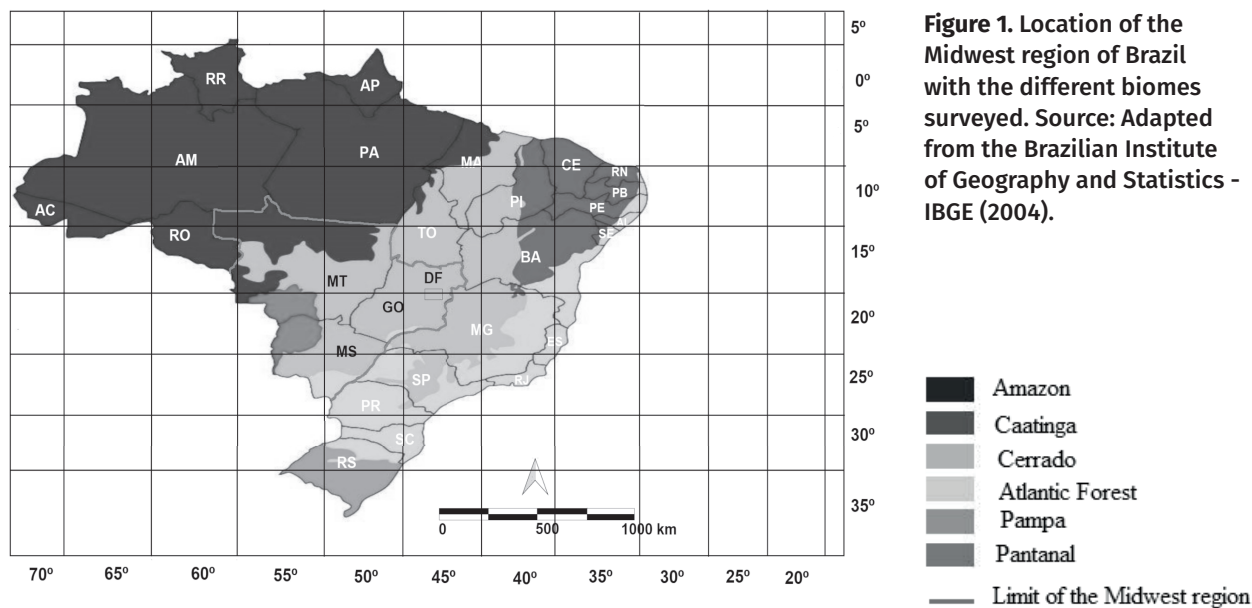 Figure 1. Location of the
Midwest region of Brazil
with the different biomes
surveyed. Source: Adapted
from the Brazilian Institute
of Geography and Statistics -
IBGE (2004).
5º
0º
5º
10º
15º
20º
25º
30º
35º
RR
AP
AM
PA
MA
CE
RN
PB
PI
PE
AL
SE
AC
RO
TO
BA
MT
DF
GO
MG
ES
MS
SP
RJ
PR
SC
RS
0 500 1000 km
70º 65º 60º 55º 50º 45º 40º 35º 30º 25º 20º
Amazon
Caatinga
Cerrado
Atlantic Forest
Pampa
Pantanal
Limit of the Midwest region